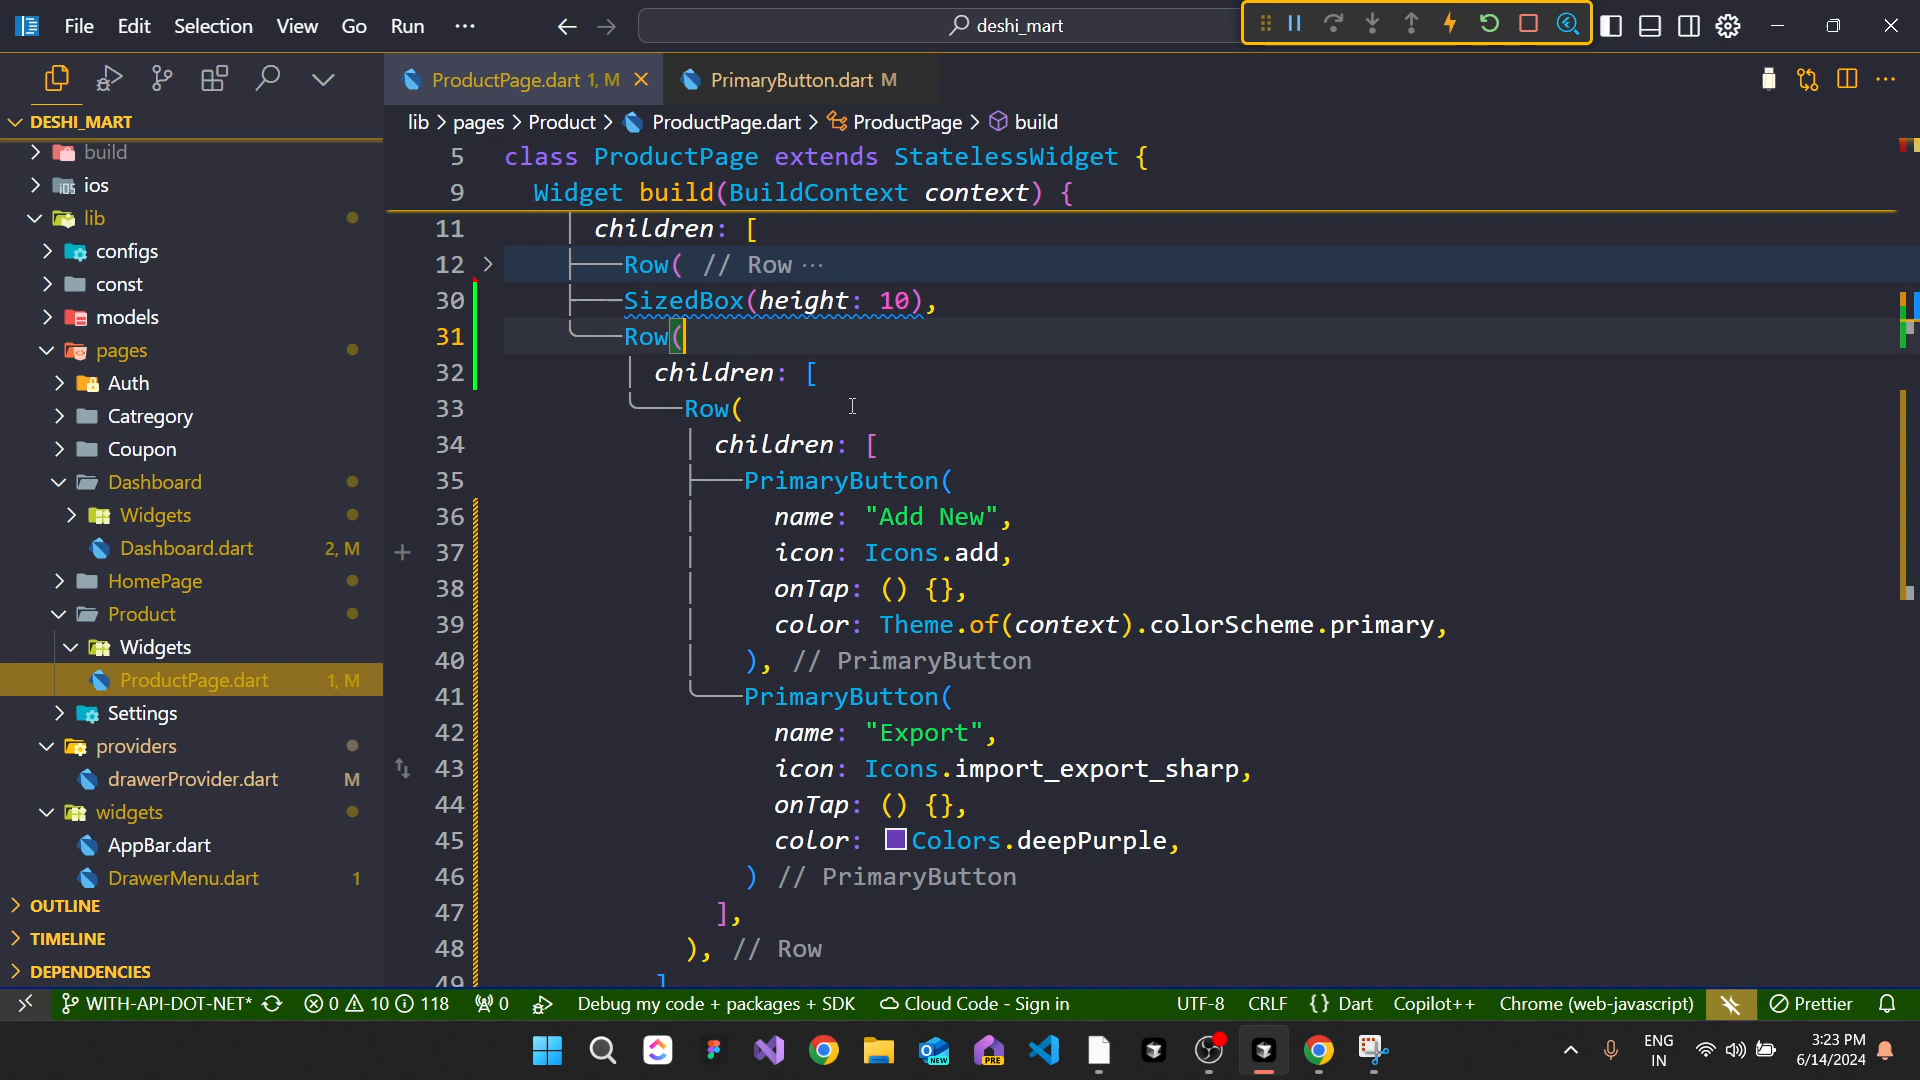 File Edit Selection View Go Run ··· deshi_mart
ProductPage.dart 1, M PrimaryButton.dart M
DESHI_MART
lib > pages > Product > ProductPage.dart > ProductPage > build
build
ios
lib
configs
const
models
pages
Auth
Catregory
Coupon
Dashboard
Widgets
Dashboard.dart 2, M
HomePage
Product
Widgets
ProductPage.dart 1, M
Settings
providers
drawerProvider.dart M
widgets
AppBar.dart
DrawerMenu.dart 1
OUTLINE
TIMELINE
DEPENDENCIES
5 class ProductPage extends StatelessWidget {
9 Widget build(BuildContext context) {
11 children: [
12 Row( // Row ···
30 SizedBox(height: 10),
31 Row(
32 children: [
33 Row(
34 children: [
35 PrimaryButton(
36 name: "Add New",
37 icon: Icons.add,
38 onTap: () {},
39 color: Theme.of(context).colorScheme.primary,
40 ), // PrimaryButton
41 PrimaryButton(
42 name: "Export",
43 icon: Icons.import_export_sharp,
44 onTap: () {},
45 color: Colors.deepPurple,
46 ) // PrimaryButton
47 ],
48 ), // Row
49 ]
WITH-API-DOT-NET* 0 10 118 0 Debug my code + packages + SDK Cloud Code - Sign in UTF-8 CRLF {} Dart Copilot++ Chrome (web-javascript) Prettier
NEW PRE ENG
IN
3:23 PM
6/14/2024